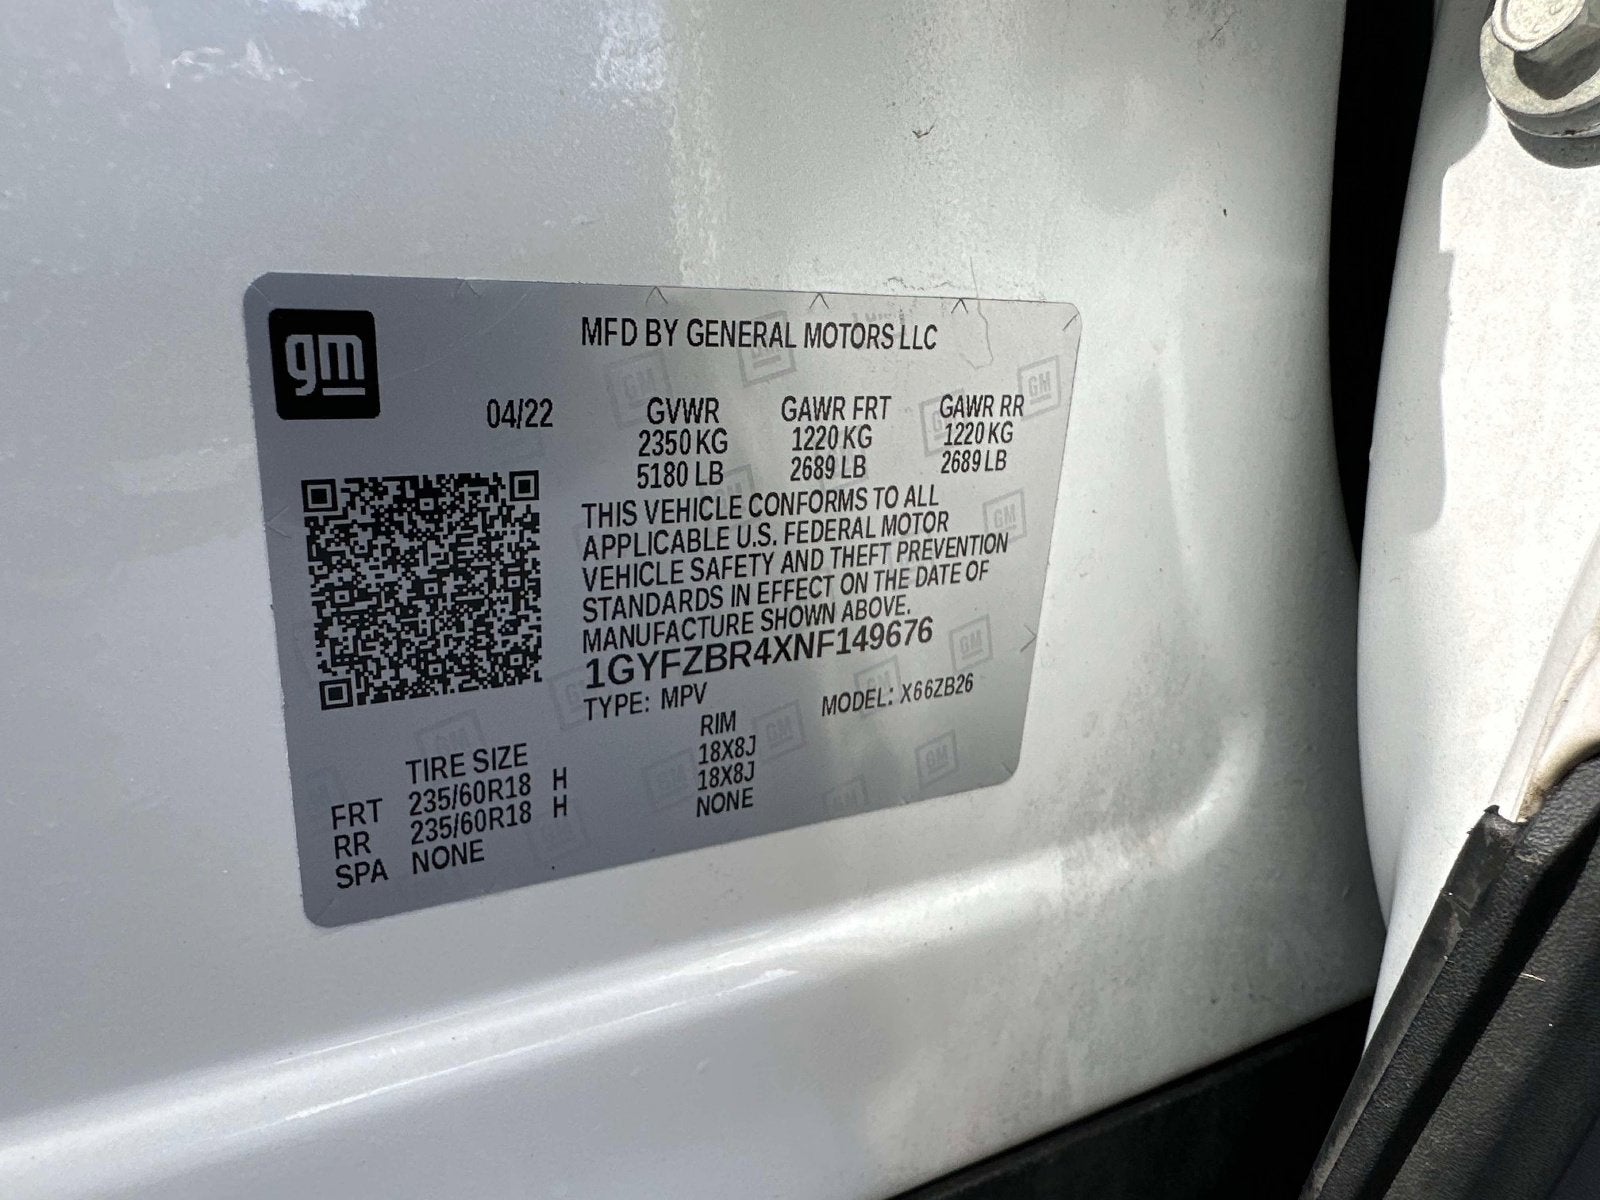 gm
MFD BY GENERAL MOTORS LLC
04/22 GVWR GAWR FRT GAWR RR
2350 KG 1220 KG 1220 KG
5180 LB 2689 LB 2689 LB
THIS VEHICLE CONFORMS TO ALL
APPLICABLE U.S. FEDERAL MOTOR
VEHICLE SAFETY AND THEFT PREVENTION
STANDARDS IN EFFECT ON THE DATE OF
MANUFACTURE SHOWN ABOVE.
1GYFZBR4XNF149676
TYPE: MPV MODEL: X66ZB26
TIRE SIZE RIM
FRT 235/60R18 H 18X8J
RR 235/60R18 H 18X8J
SPA NONE NONE